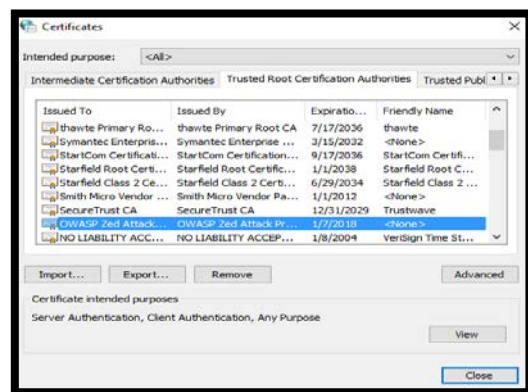 Certificates
Intended purpose: <All>
Intermediate Certification Authorities Trusted Root Certification Authorities Trusted Publ
Issued To Issued By Expiratio... Friendly Name
thawte Primary Ro... thawte Primary Root CA 7/17/2036 thawte
Symantec Enterpris... Symantec Enterprise ... 3/15/2032 <None>
StartCom Certificati... StartCom Certification... 9/17/2036 StartCom Certifi...
Starfield Root Certi... Starfield Root Certific... 1/1/2038 Starfield Root C...
Starfield Class 2 Ce... Starfield Class 2 Certi... 6/29/2034 Starfield Class 2 ...
Smith Micro Vendor ... Smith Micro Vendor Pa... 1/1/2012 <None>
SecureTrust CA SecureTrust CA 12/31/2029 Trustwave
OWASP Zed Attack... OWASP Zed Attack Pr... 1/7/2018 <None>
NO LIABILITY ACC... NO LIABILITY ACCEP... 1/8/2004 VeriSign Time St...
Import... Export... Remove Advanced
Certificate intended purposes
Server Authentication, Client Authentication, Any Purpose
View
Close